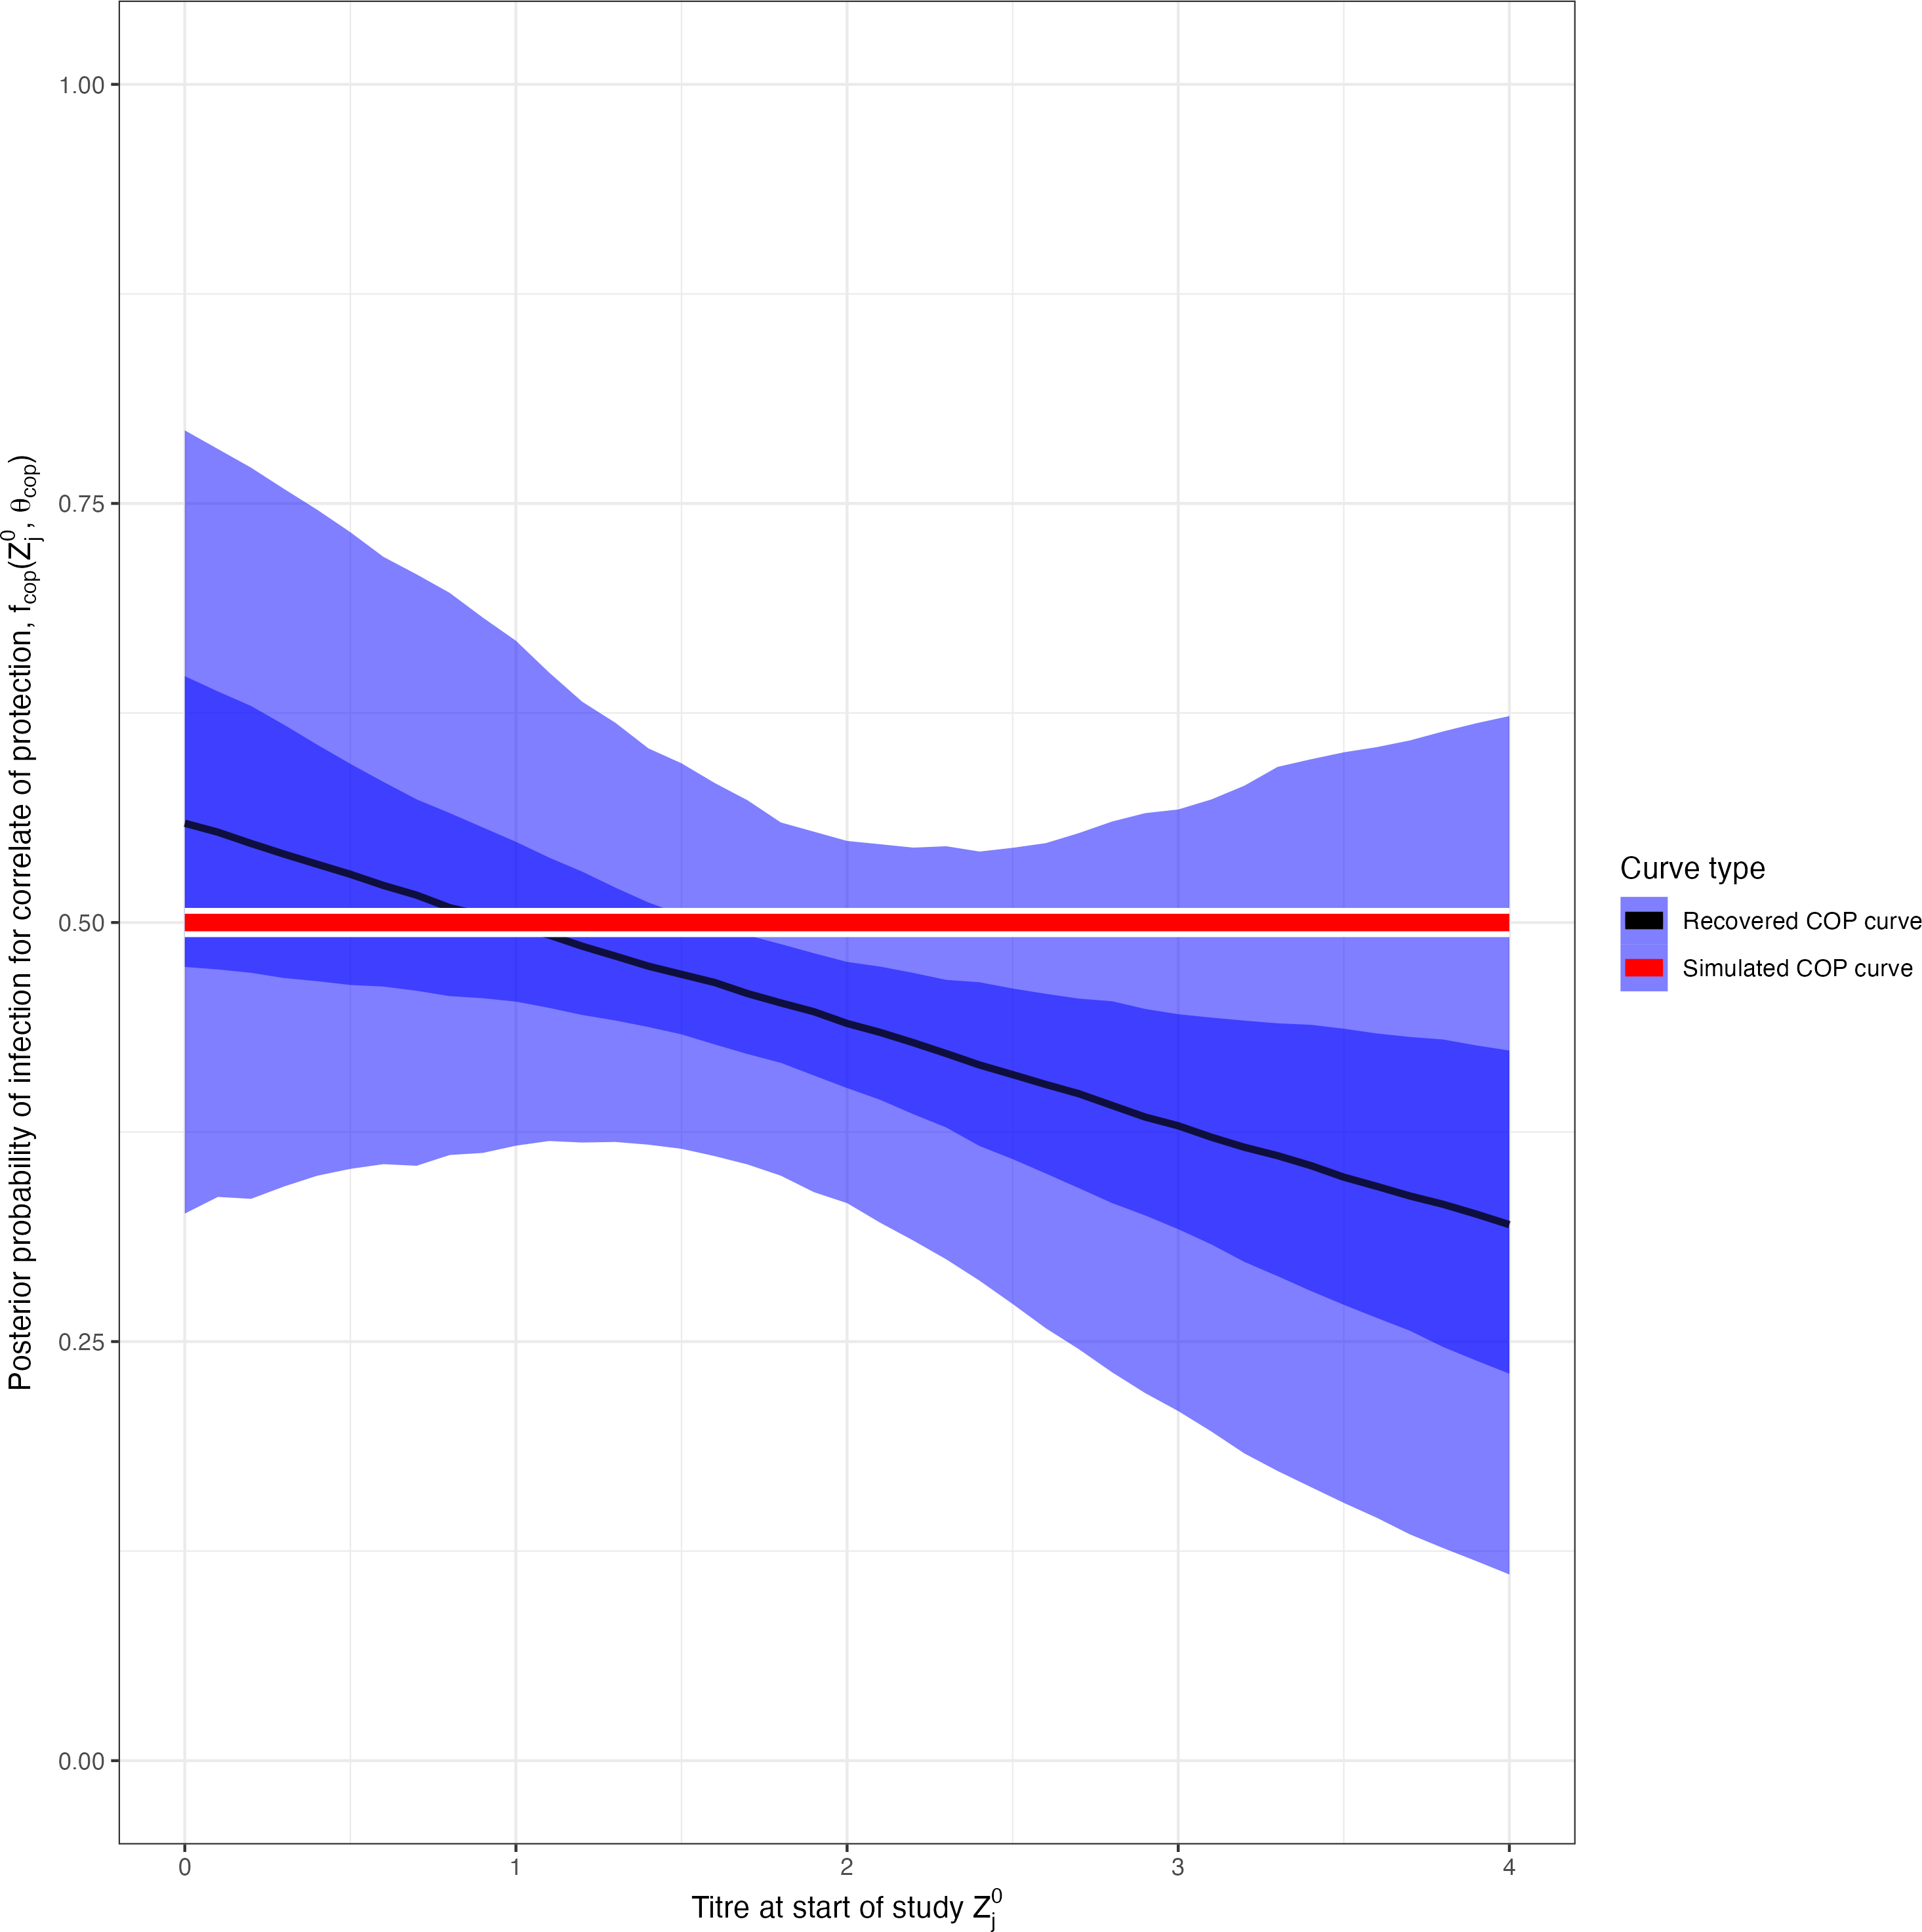 Posterior probability of infection for correlate of protection, f_cop(Z_j^0, θ_cop)
1.00
0.75
0.50
0.25
0.00
0 1 2 3 4
Titre at start of study Z_j^0
Curve type
Recovered COP curve
Simulated COP curve